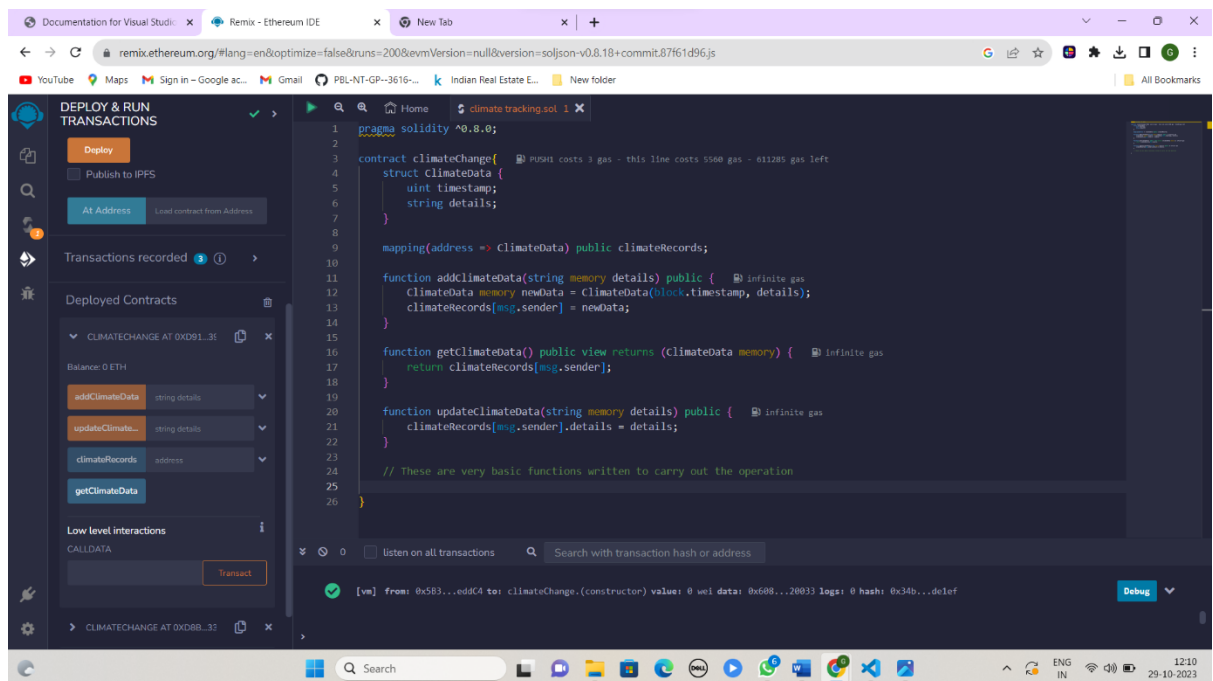 Documentation for Visual Studi
Remix - Ethereum IDE
New Tab
remix.ethereum.org/#lang=en&optimize=false&runs=200&evmVersion=null&version=soljson-v0.8.18+commit.87f61d96.js
G
YouTube
Maps
Sign in – Google ac...
Gmail
PBL-NT-GP--3616-...
Indian Real Estate E...
New folder
All Bookmarks
DEPLOY & RUN
TRANSACTIONS
Deploy
Publish to IPFS
At Address
Load contract from Address
Transactions recorded 3 i
Deployed Contracts
CLIMATECHANGE AT 0XD91...39
Balance: 0 ETH
addClimateData string details
updateClimate... string details
climateRecords address
getClimateData
Low level interactions i
CALLDATA
Transact
CLIMATECHANGE AT 0XD8B...33
Home
climate tracking.sol 1
1 pragma solidity ^0.8.0;
2
3 contract climateChange{ PUSH1 costs 3 gas - this line costs 5560 gas - 611285 gas left
4 struct ClimateData {
5 uint timestamp;
6 string details;
7 }
8
9 mapping(address => ClimateData) public climateRecords;
10
11 function addClimateData(string memory details) public { infinite gas
12 ClimateData memory newData = ClimateData(block.timestamp, details);
13 climateRecords[msg.sender] = newData;
14 }
15
16 function getClimateData() public view returns (ClimateData memory) { infinite gas
17 return climateRecords[msg.sender];
18 }
19
20 function updateClimateData(string memory details) public { infinite gas
21 climateRecords[msg.sender].details = details;
22 }
23
24 // These are very basic functions written to carry out the operation
25
26 }
0 listen on all transactions Search with transaction hash or address
[vm] from: 0x5B3...eddC4 to: climateChange.(constructor) value: 0 wei data: 0x608...20033 logs: 0 hash: 0x34b...de1ef
Debug
>
Search
DELL
ENG
IN
12:10
29-10-2023